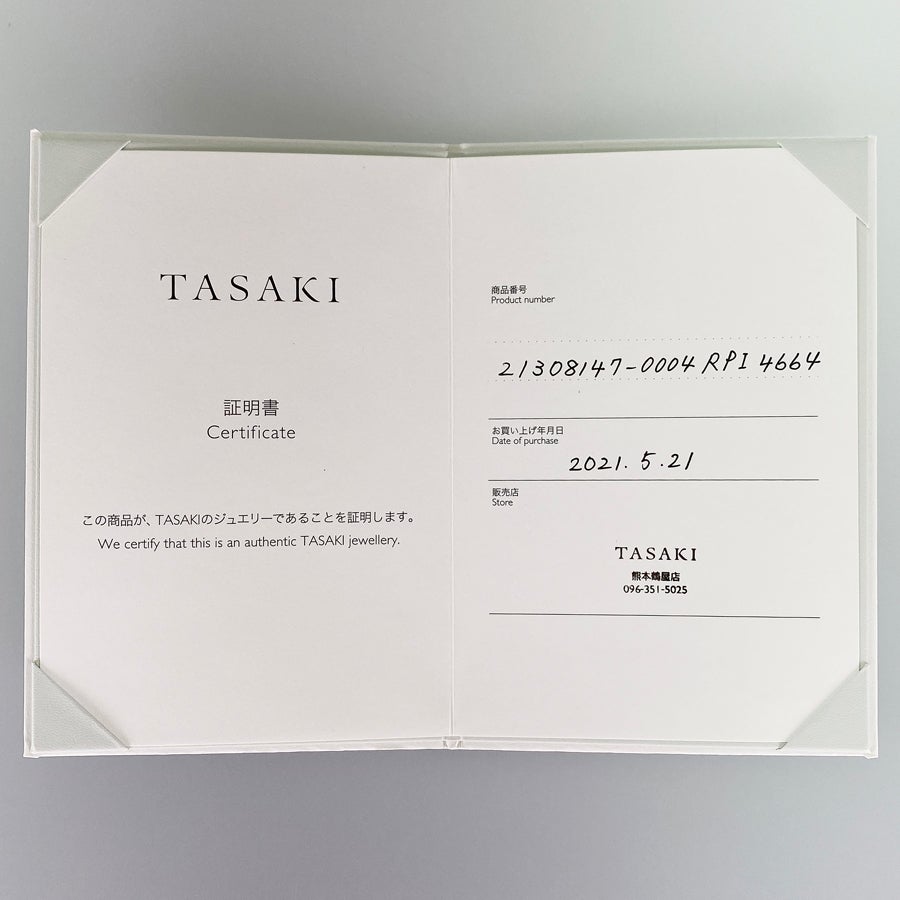 TASAKI
証明書
Certificate
この商品が、TASAKIのジュエリーであることを証明します。
We certify that this is an authentic TASAKI jewellery.
商品番号
Product number
21308147-0004 RPI 4664
お買い上げ年月日
Date of purchase
2021. 5. 21
販売店
Store
TASAKI
熊本鶴屋店
096-351-5025